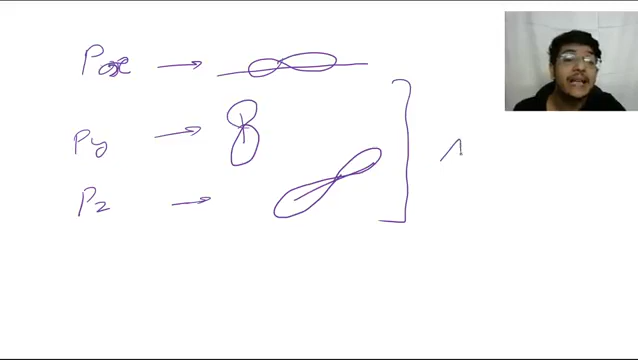 Px →
Py →
Pz →